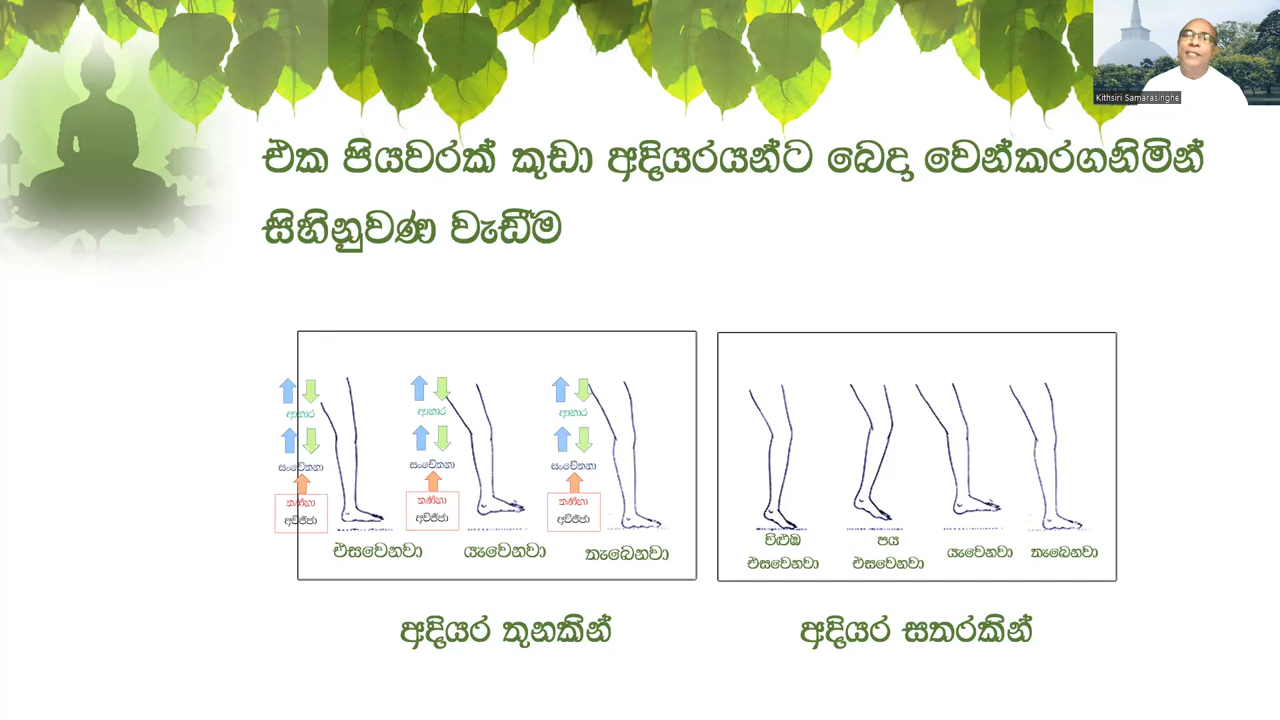 Kithsiri Samarasinghe
එක පියවරක් කුඩා අදියරයන්ට බෙදා වෙන්කරගනිමින්
සිහිනුවණ වැඩීම
ආහාර
සංචේතනා
තණ්හා
අවිජ්ජා
එසවෙනවා
ආහාර
සංචේතනා
තණ්හා
අවිජ්ජා
යැවෙනවා
ආහාර
සංචේතනා
තණ්හා
අවිජ්ජා
තැබෙනවා
අදියර තුනකින්
විළුඹ
එසවෙනවා
පය
එසවෙනවා
යැවෙනවා
තැබෙනවා
අදියර සතරකින්